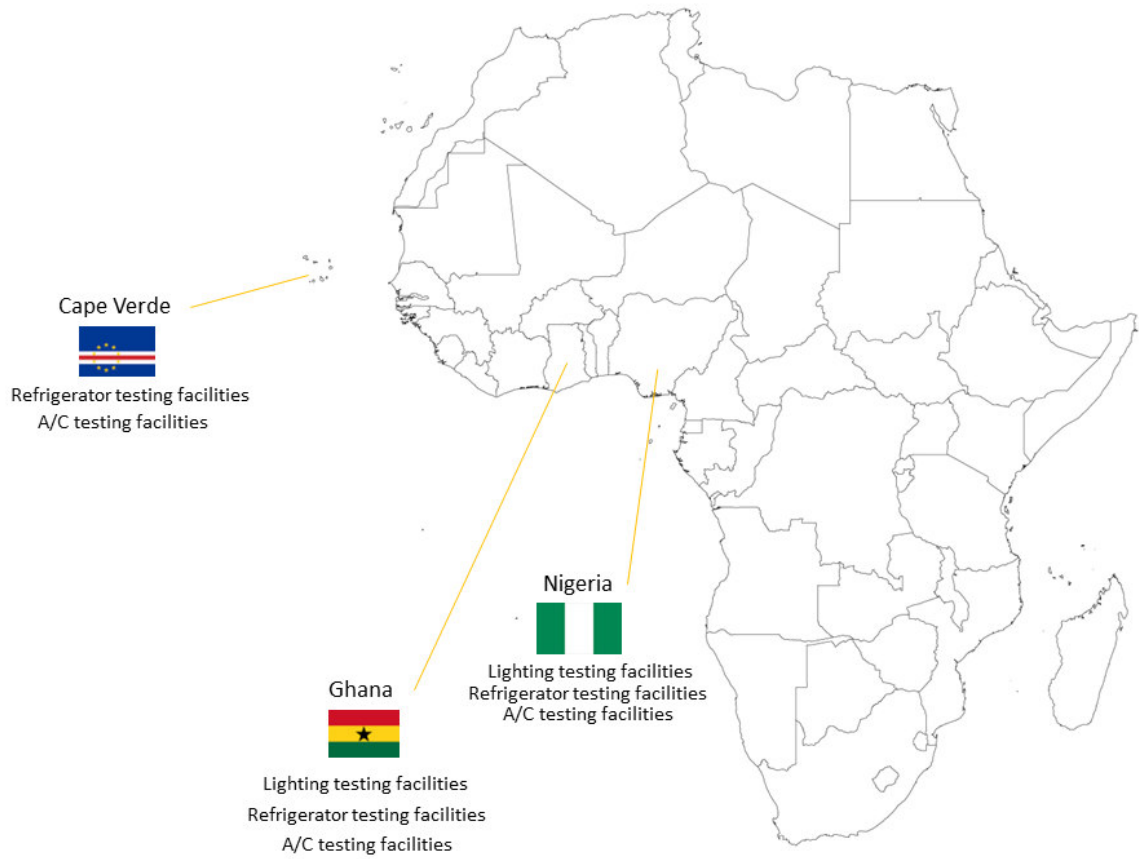 Cape Verde
Refrigerator testing facilities
A/C testing facilities
Nigeria
Lighting testing facilities
Refrigerator testing facilities
A/C testing facilities
Ghana
Lighting testing facilities
Refrigerator testing facilities
A/C testing facilities